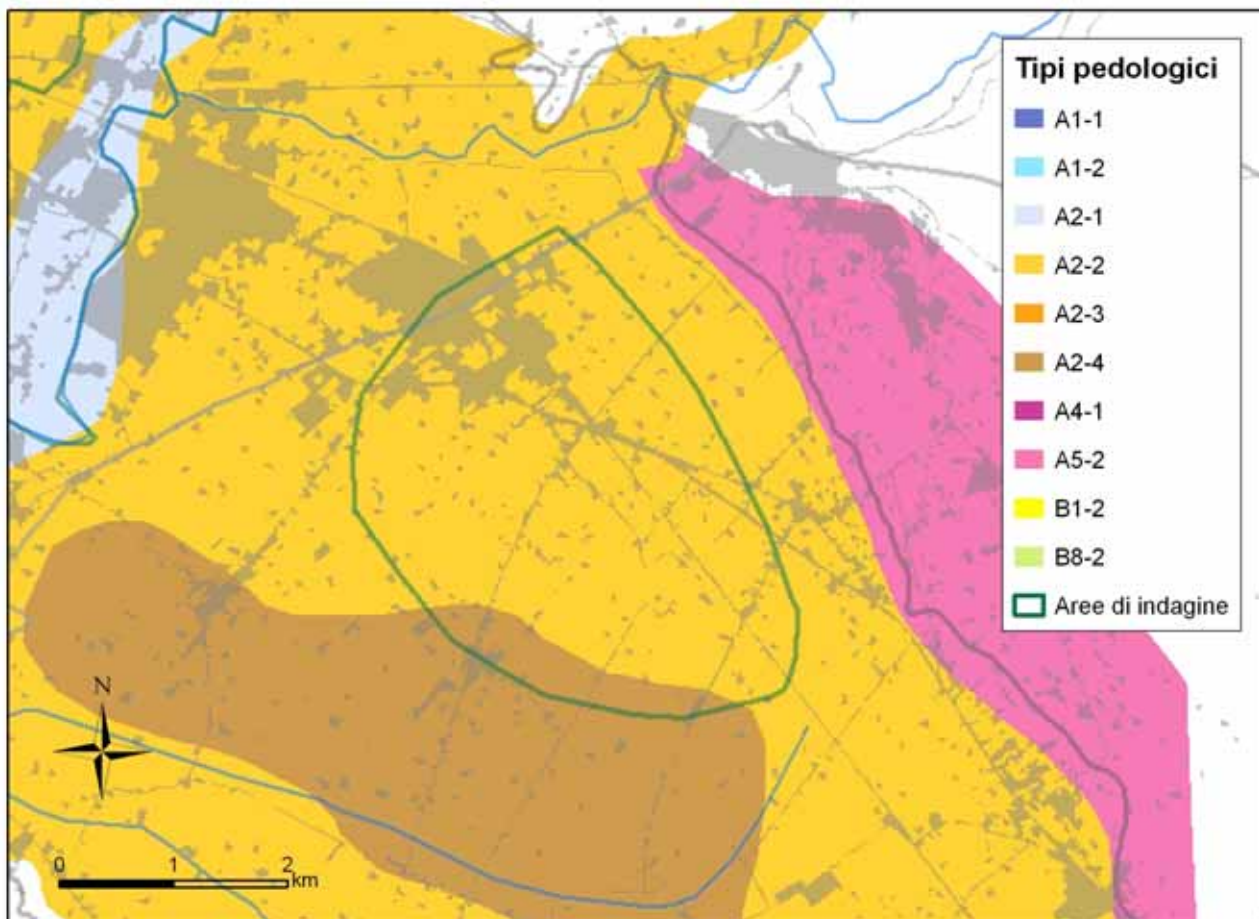 Tipi pedologici
A1-1
A1-2
A2-1
A2-2
A2-3
A2-4
A4-1
A5-2
B1-2
B8-2
Aree di indagine
N
0 1 2
km